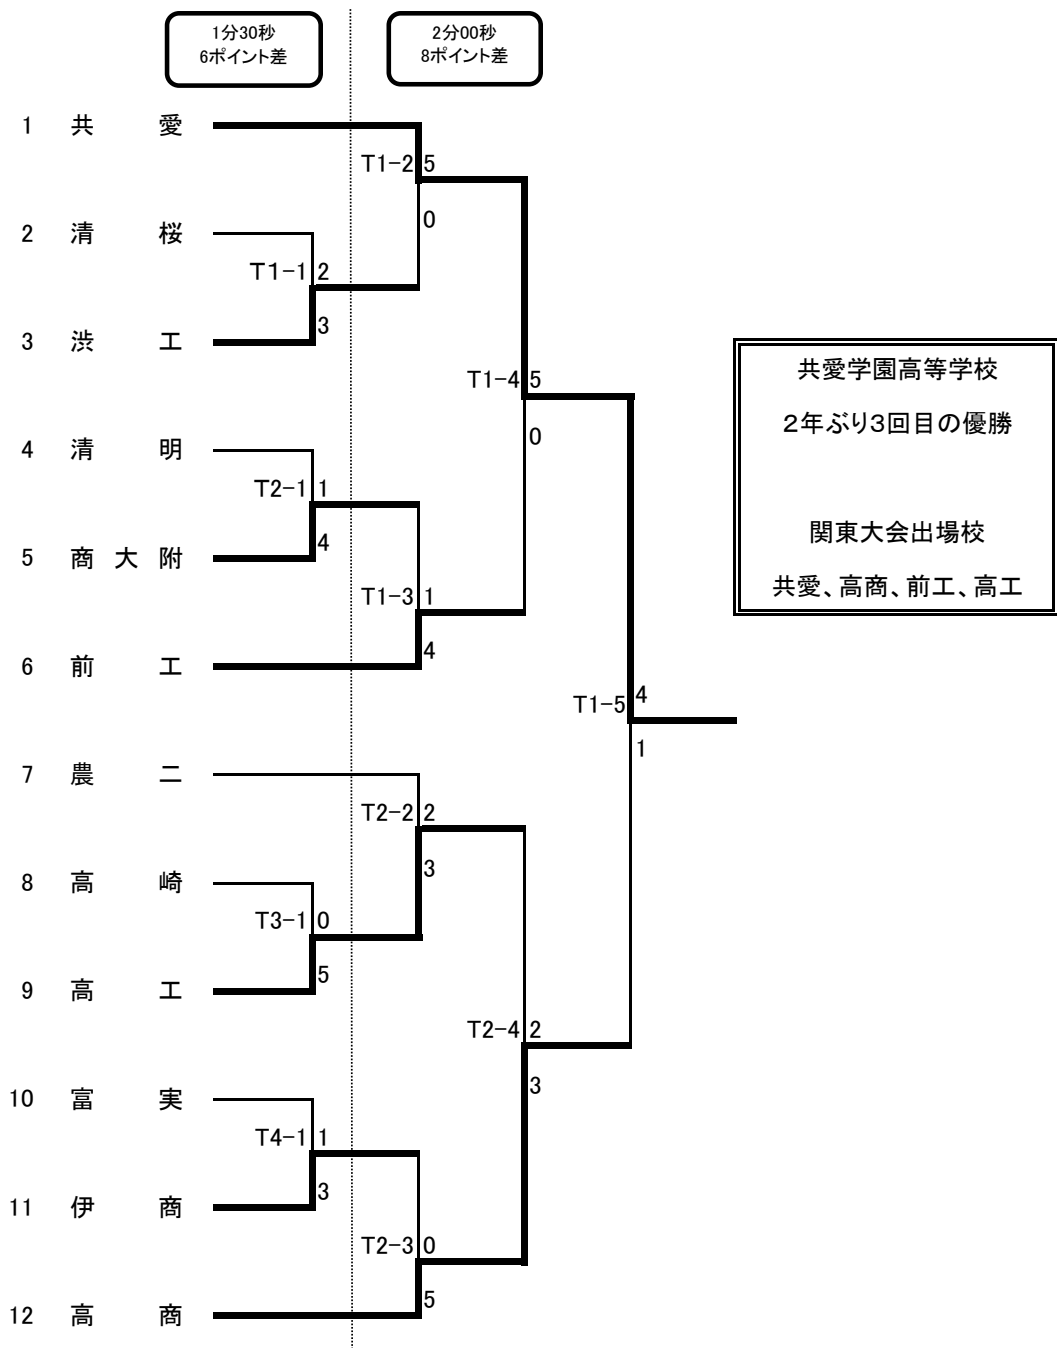 1分30秒
6ポイント差
2分00秒
8ポイント差
1 共 愛
T1-2 5
0
2 清 桜
T1-1 2
3
3 渋 工
T1-4 5
0
4 清 明
T2-1 1
4
5 商 大 附
T1-3 1
4
6 前 工
T1-5 4
1
7 農 二
T2-2 2
3
8 高 崎
T3-1 0
5
9 高 工
T2-4 2
3
10 富 実
T4-1 1
3
11 伊 商
T2-3 0
5
12 高 商
共愛学園高等学校
2年ぶり3回目の優勝
関東大会出場校
共愛、高商、前工、高工